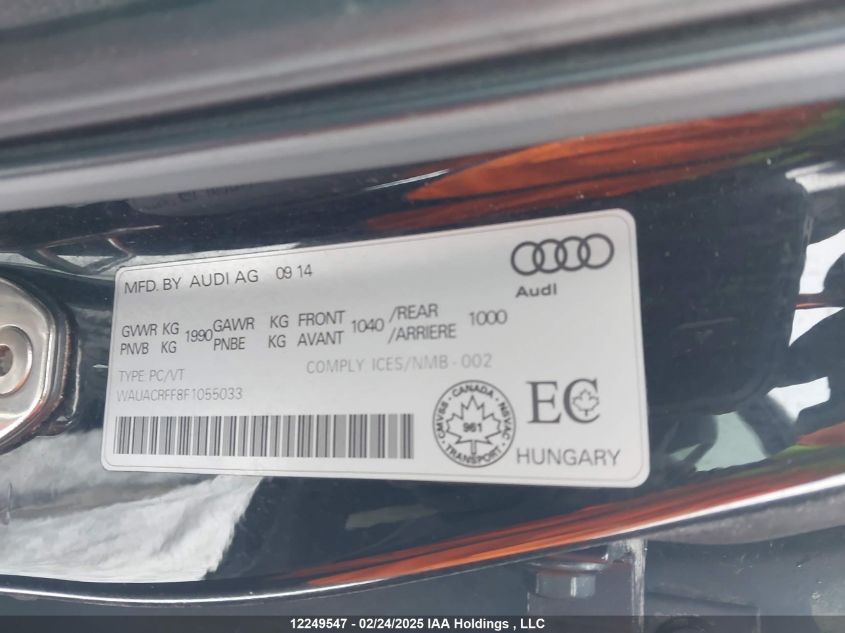 MFD. BY AUDI AG 09 14
Audi
GVWR KG 1990 GAWR KG FRONT 1040 /REAR 1000
PNVB KG PNBE KG AVANT /ARRIERE
COMPLY ICES/NMB-002
TYPE PC/VT
WAUACRFF8F1055033
CMVSS - CANADA - NSVAC
961
TRANSPORT
EC
HUNGARY
12249547 - 02/24/2025 IAA Holdings , LLC